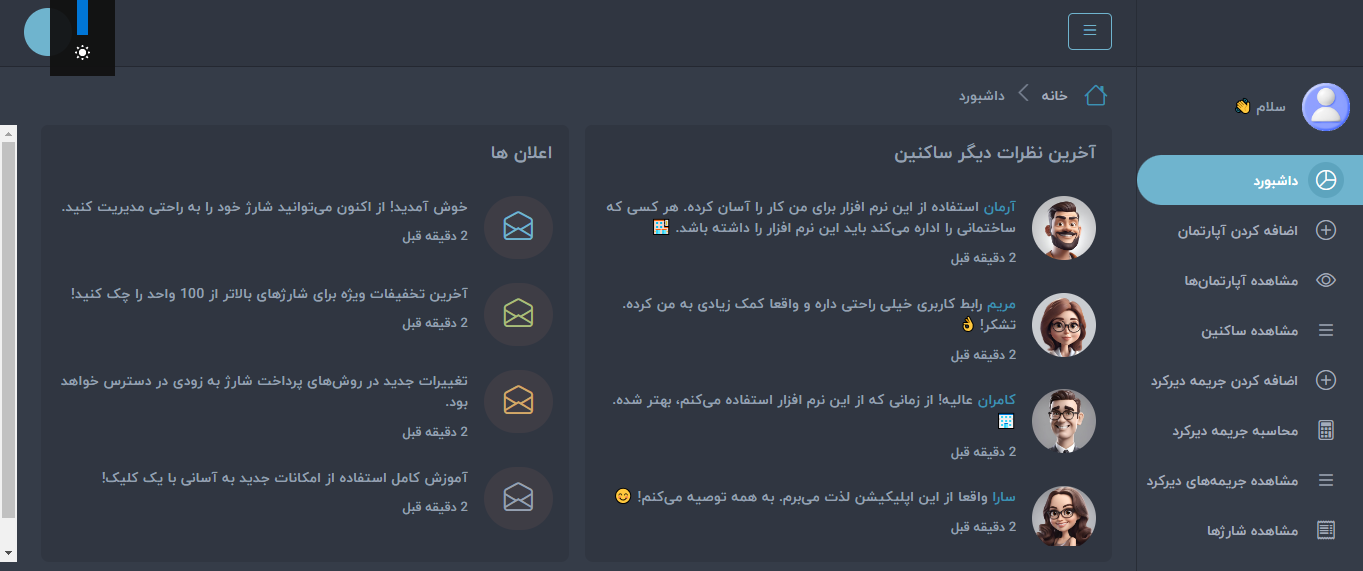 سلام 👋
داشبورد
اضافه کردن آپارتمان
مشاهده آپارتمان‌ها
مشاهده ساکنین
اضافه کردن جریمه دیرکرد
محاسبه جریمه دیرکرد
مشاهده جریمه‌های دیرکرد
مشاهده شارژها
خانه
داشبورد
آخرین نظرات دیگر ساکنین
آرمان استفاده از این نرم افزار برای من کار را آسان کرده. هر کسی که
ساختمانی را اداره می‌کند باید این نرم افزار را داشته باشد. 🏪
2 دقیقه قبل
مریم رابط کاربری خیلی راحتی داره و واقعا کمک زیادی به من کرده.
تشکر! 👌
2 دقیقه قبل
کامران عالیه! از زمانی که از این نرم افزار استفاده می‌کنم، بهتر شده.
🏢
2 دقیقه قبل
سارا واقعا از این اپلیکیشن لذت می‌برم. به همه توصیه می‌کنم! 😊
2 دقیقه قبل
اعلان ها
خوش آمدید! از اکنون می‌توانید شارژ خود را به راحتی مدیریت کنید.
2 دقیقه قبل
آخرین تخفیفات ویژه برای شارژهای بالاتر از 100 واحد را چک کنید!
2 دقیقه قبل
تغییرات جدید در روش‌های پرداخت شارژ به زودی در دسترس خواهد
بود.
2 دقیقه قبل
آموزش کامل استفاده از امکانات جدید به آسانی با یک کلیک!
2 دقیقه قبل